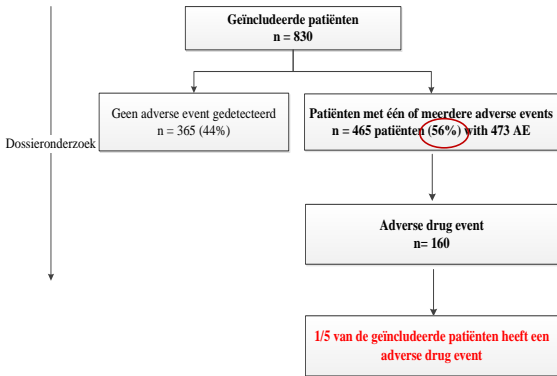 Geïncludeerde patiënten
n = 830
Geen adverse event gedetecteerd
n = 365 (44%)
Patiënten met één of meerdere adverse events
n = 465 patiënten (56%) with 473 AE
Dossieronderzoek
Adverse drug event
n= 160
1/5 van de geïncludeerde patiënten heeft een
adverse drug event